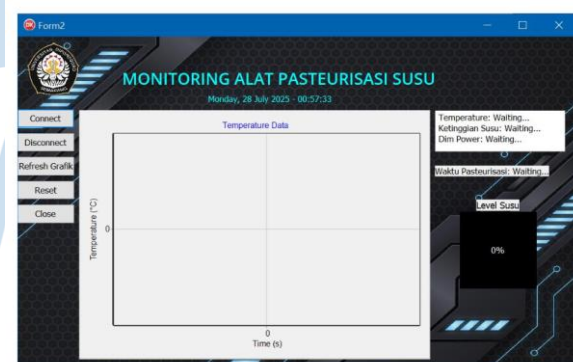 Form2
MONITORING ALAT PASTEURISASI SUSU
Monday, 28 July 2025 - 00:57:33
Connect
Disconnect
Refresh Grafik
Reset
Close
Temperature Data
Temperature (°C)
0
0
Time (s)
Temperature: Waiting...
Ketinggian Susu: Waiting...
Dim Power: Waiting...
Waktu Pasteurisasi: Waiting...
Level Susu
0%